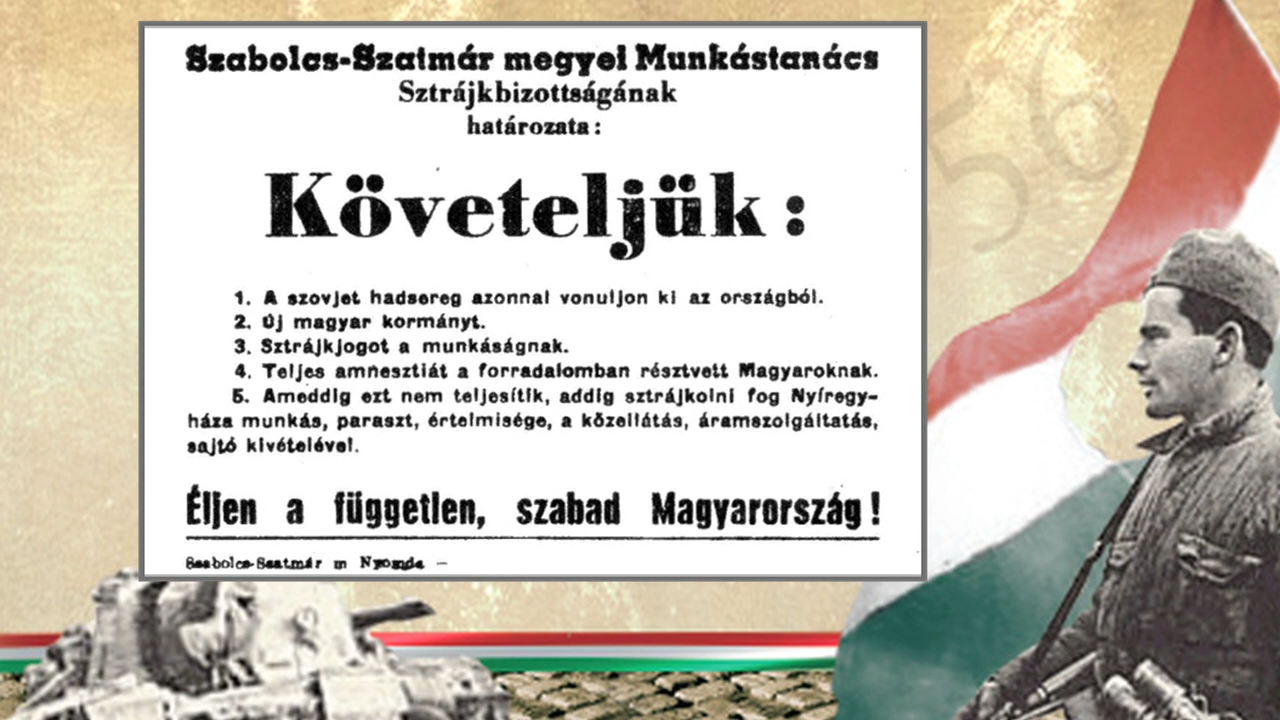 Szabolcs-Szatmár megyei Munkástanács
Sztrájkbizottságának
határozata:
Követeljük:
1. A szovjet hadsereg azonnal vonuljon ki az országból.
2. Új magyar kormányt.
3. Sztrájkjogot a munkáságnak.
4. Teljes amnesztiát a forradalomban résztvett Magyaroknak.
5. Ameddig ezt nem teljesítik, addig sztrájkolni fog Nyíregy-
háza munkás, paraszt, értelmisége, a közellátás, áramszolgáltatás,
sajtó kivételével.
Éljen a független, szabad Magyarország!
Szabolcs-Szatmár m Nyomda —
56